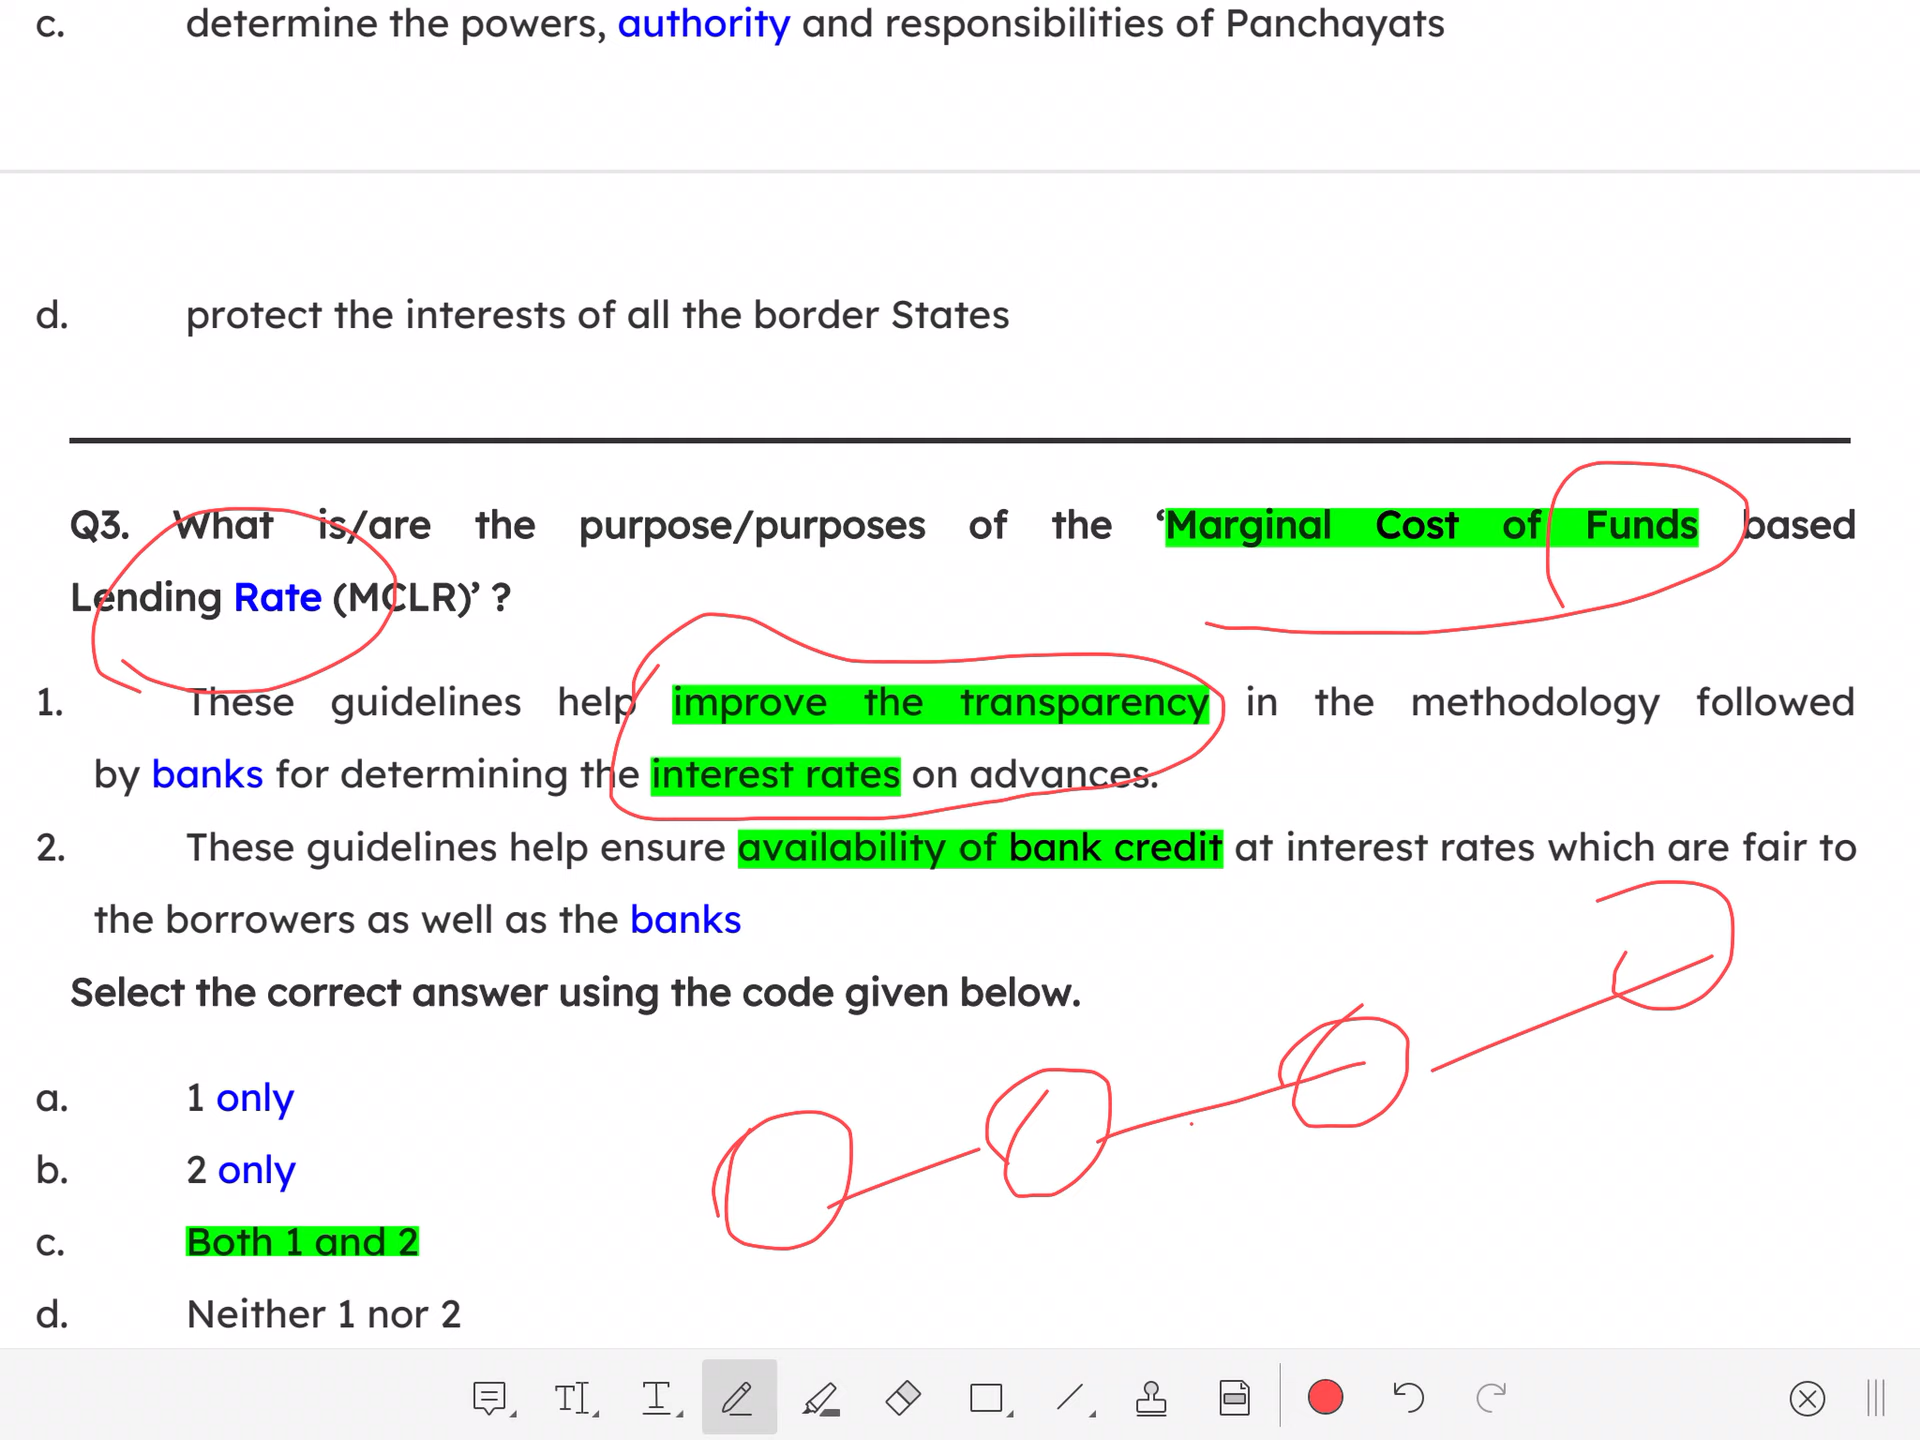 c. determine the powers, authority and responsibilities of Panchayats
d. protect the interests of all the border States
Q3. What is/are the purpose/purposes of the ‘Marginal Cost of Funds based
Lending Rate (MCLR)’ ?
1. These guidelines help improve the transparency in the methodology followed
by banks for determining the interest rates on advances.
2. These guidelines help ensure availability of bank credit at interest rates which are fair to
the borrowers as well as the banks
Select the correct answer using the code given below.
a. 1 only
b. 2 only
c. Both 1 and 2
d. Neither 1 nor 2